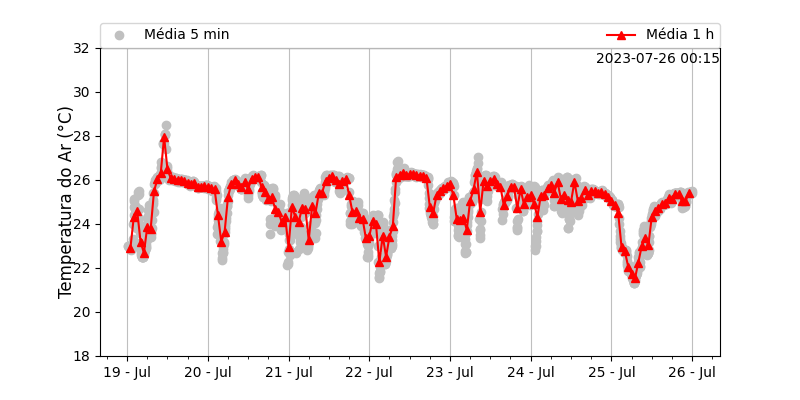 Média 5 min
Média 1 h
2023-07-26 00:15
Temperatura do Ar (°C)
32
30
28
26
24
22
20
18
19 - Jul
20 - Jul
21 - Jul
22 - Jul
23 - Jul
24 - Jul
25 - Jul
26 - Jul